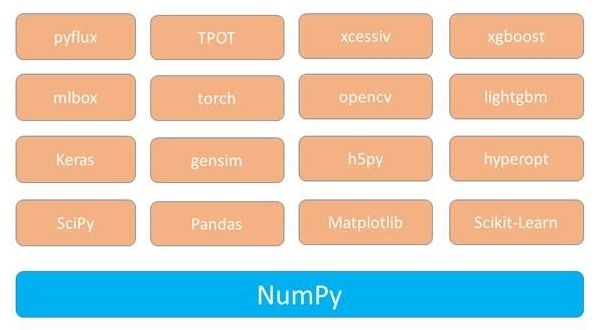 pyflux TPOT xcessiv xgboost
mlbox torch opencv lightgbm
Keras gensim h5py hyperopt
SciPy Pandas Matplotlib Scikit-Learn
NumPy